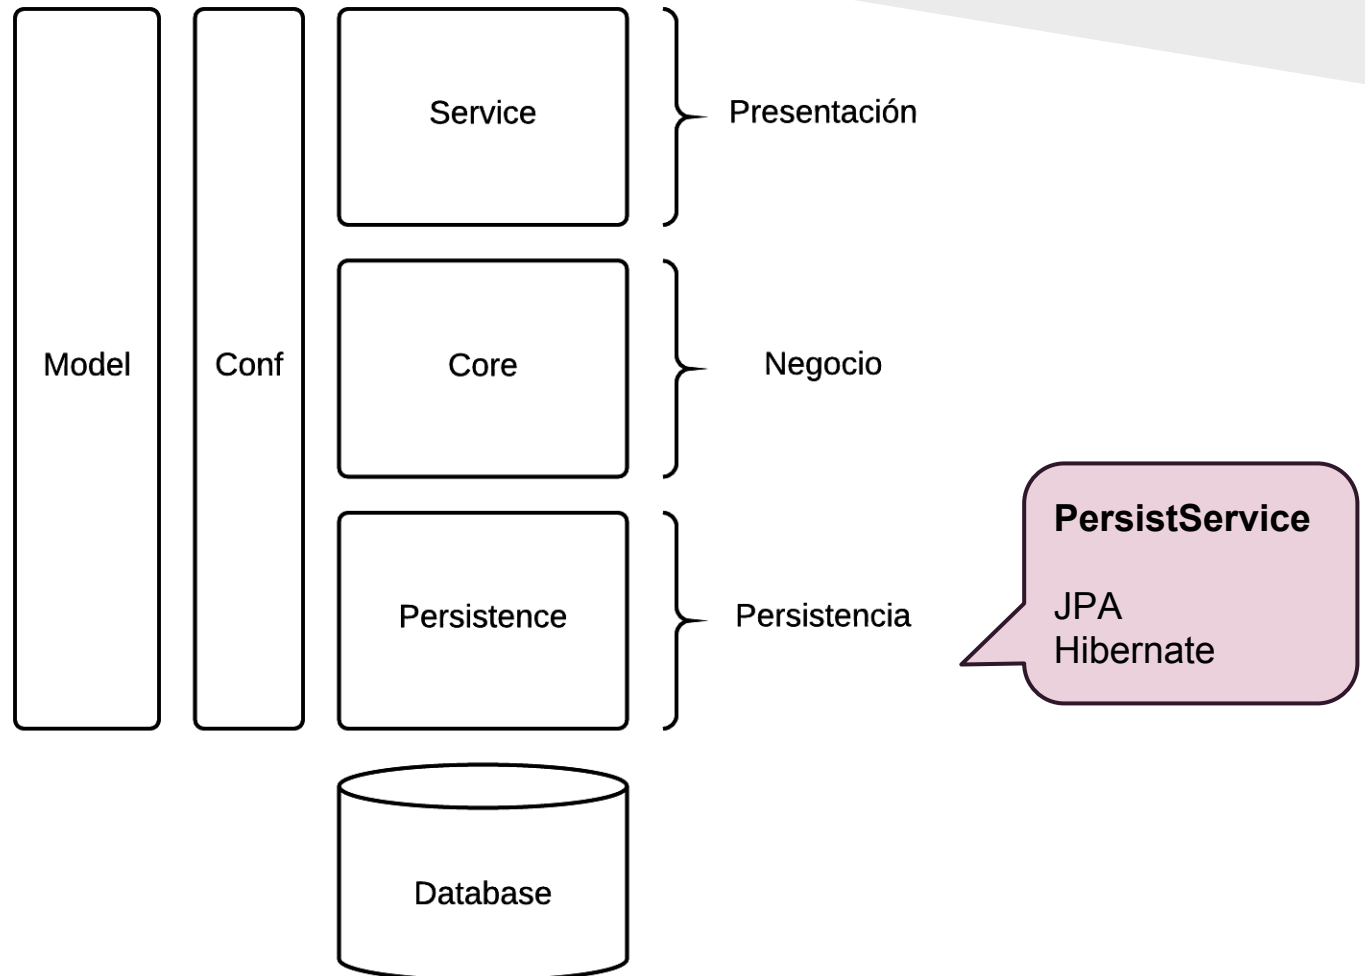 Service
Presentación
Model
Conf
Core
Negocio
PersistService
JPA
Hibernate
Persistence
Persistencia
Database